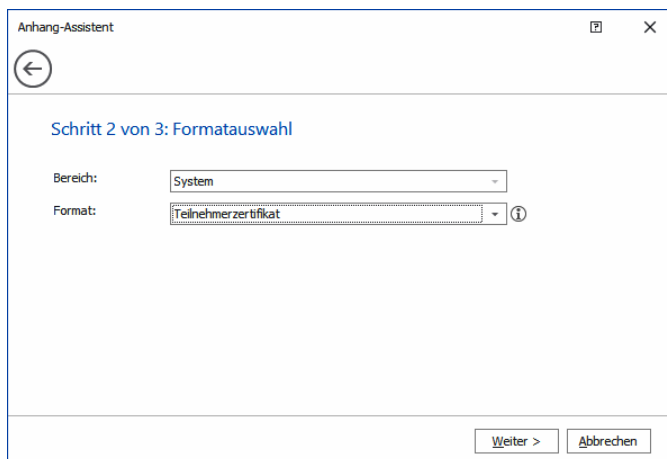 Anhang-Assistent
Schritt 2 von 3: Formatauswahl
Bereich: System
Format: Teilnehmerzertifikat
Weiter > Abbrechen